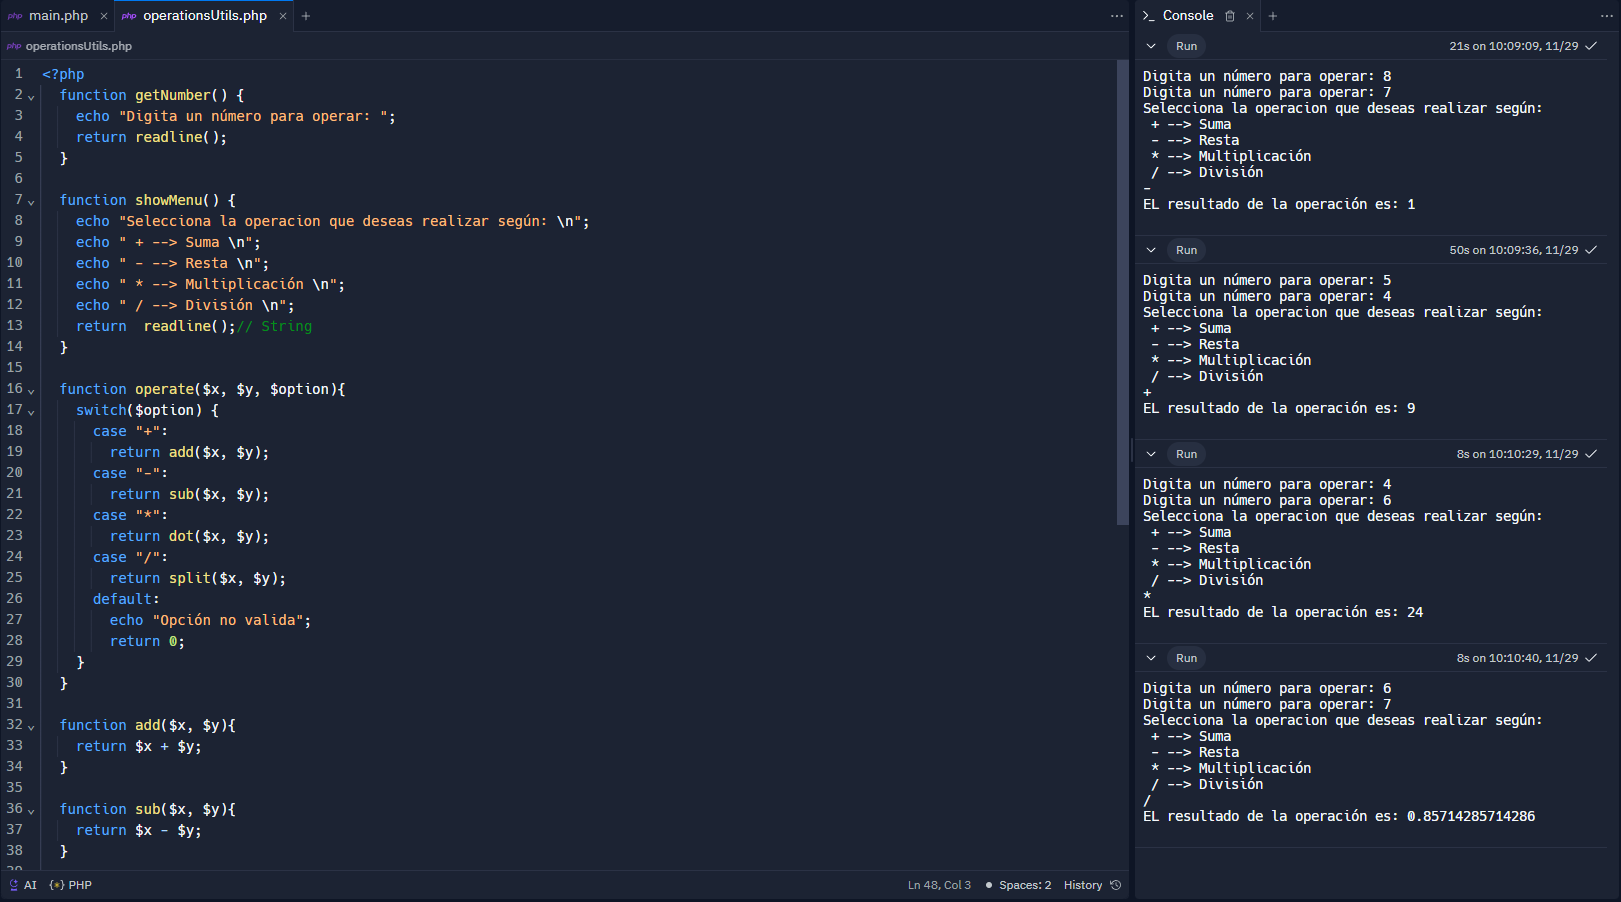 php main.php × php operationsUtils.php × + ···
php operationsUtils.php
1 <?php
2 function getNumber() {
3 echo "Digita un número para operar: ";
4 return readline();
5 }
6
7 function showMenu() {
8 echo "Selecciona la operacion que deseas realizar según: \n";
9 echo " + --> Suma \n";
10 echo " - --> Resta \n";
11 echo " * --> Multiplicación \n";
12 echo " / --> División \n";
13 return  readline();// String
14 }
15
16 function operate($x, $y, $option){
17 switch($option) {
18 case "+":
19 return add($x, $y);
20 case "-":
21 return sub($x, $y);
22 case "*":
23 return dot($x, $y);
24 case "/":
25 return split($x, $y);
26 default:
27 echo "Opción no valida";
28 return 0;
29 }
30 }
31
32 function add($x, $y){
33 return $x + $y;
34 }
35
36 function sub($x, $y){
37 return $x - $y;
38 }
AI {*} PHP Ln 48, Col 3 • Spaces: 2 History
>_ Console × + ···
Run 21s on 10:09:09, 11/29
Digita un número para operar: 8
Digita un número para operar: 7
Selecciona la operacion que deseas realizar según:
+ --> Suma
- --> Resta
* --> Multiplicación
/ --> División
-
EL resultado de la operación es: 1
Run 50s on 10:09:36, 11/29
Digita un número para operar: 5
Digita un número para operar: 4
Selecciona la operacion que deseas realizar según:
+ --> Suma
- --> Resta
* --> Multiplicación
/ --> División
+
EL resultado de la operación es: 9
Run 8s on 10:10:29, 11/29
Digita un número para operar: 4
Digita un número para operar: 6
Selecciona la operacion que deseas realizar según:
+ --> Suma
- --> Resta
* --> Multiplicación
/ --> División
*
EL resultado de la operación es: 24
Run 8s on 10:10:40, 11/29
Digita un número para operar: 6
Digita un número para operar: 7
Selecciona la operacion que deseas realizar según:
+ --> Suma
- --> Resta
* --> Multiplicación
/ --> División
/
EL resultado de la operación es: 0.85714285714286